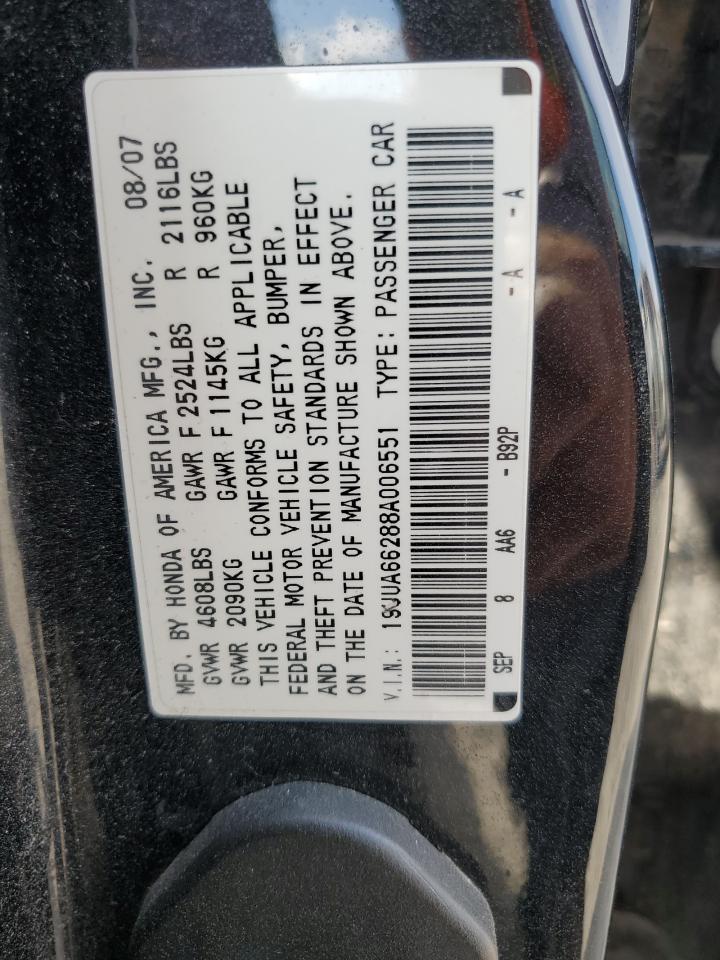 MFD. BY HONDA OF AMERICA MFG., INC. 08/07
GVWR 4608LBS GAWR F 2524LBS R 2116LBS
GVWR 2090KG GAWR F 1145KG R 960KG
THIS VEHICLE CONFORMS TO ALL APPLICABLE
FEDERAL MOTOR VEHICLE SAFETY, BUMPER,
AND THEFT PREVENTION STANDARDS IN EFFECT
ON THE DATE OF MANUFACTURE SHOWN ABOVE.
V.I.N.: 19UUA66288A006551 TYPE: PASSENGER CAR
SEP 8 AA6 - B92P - A - A